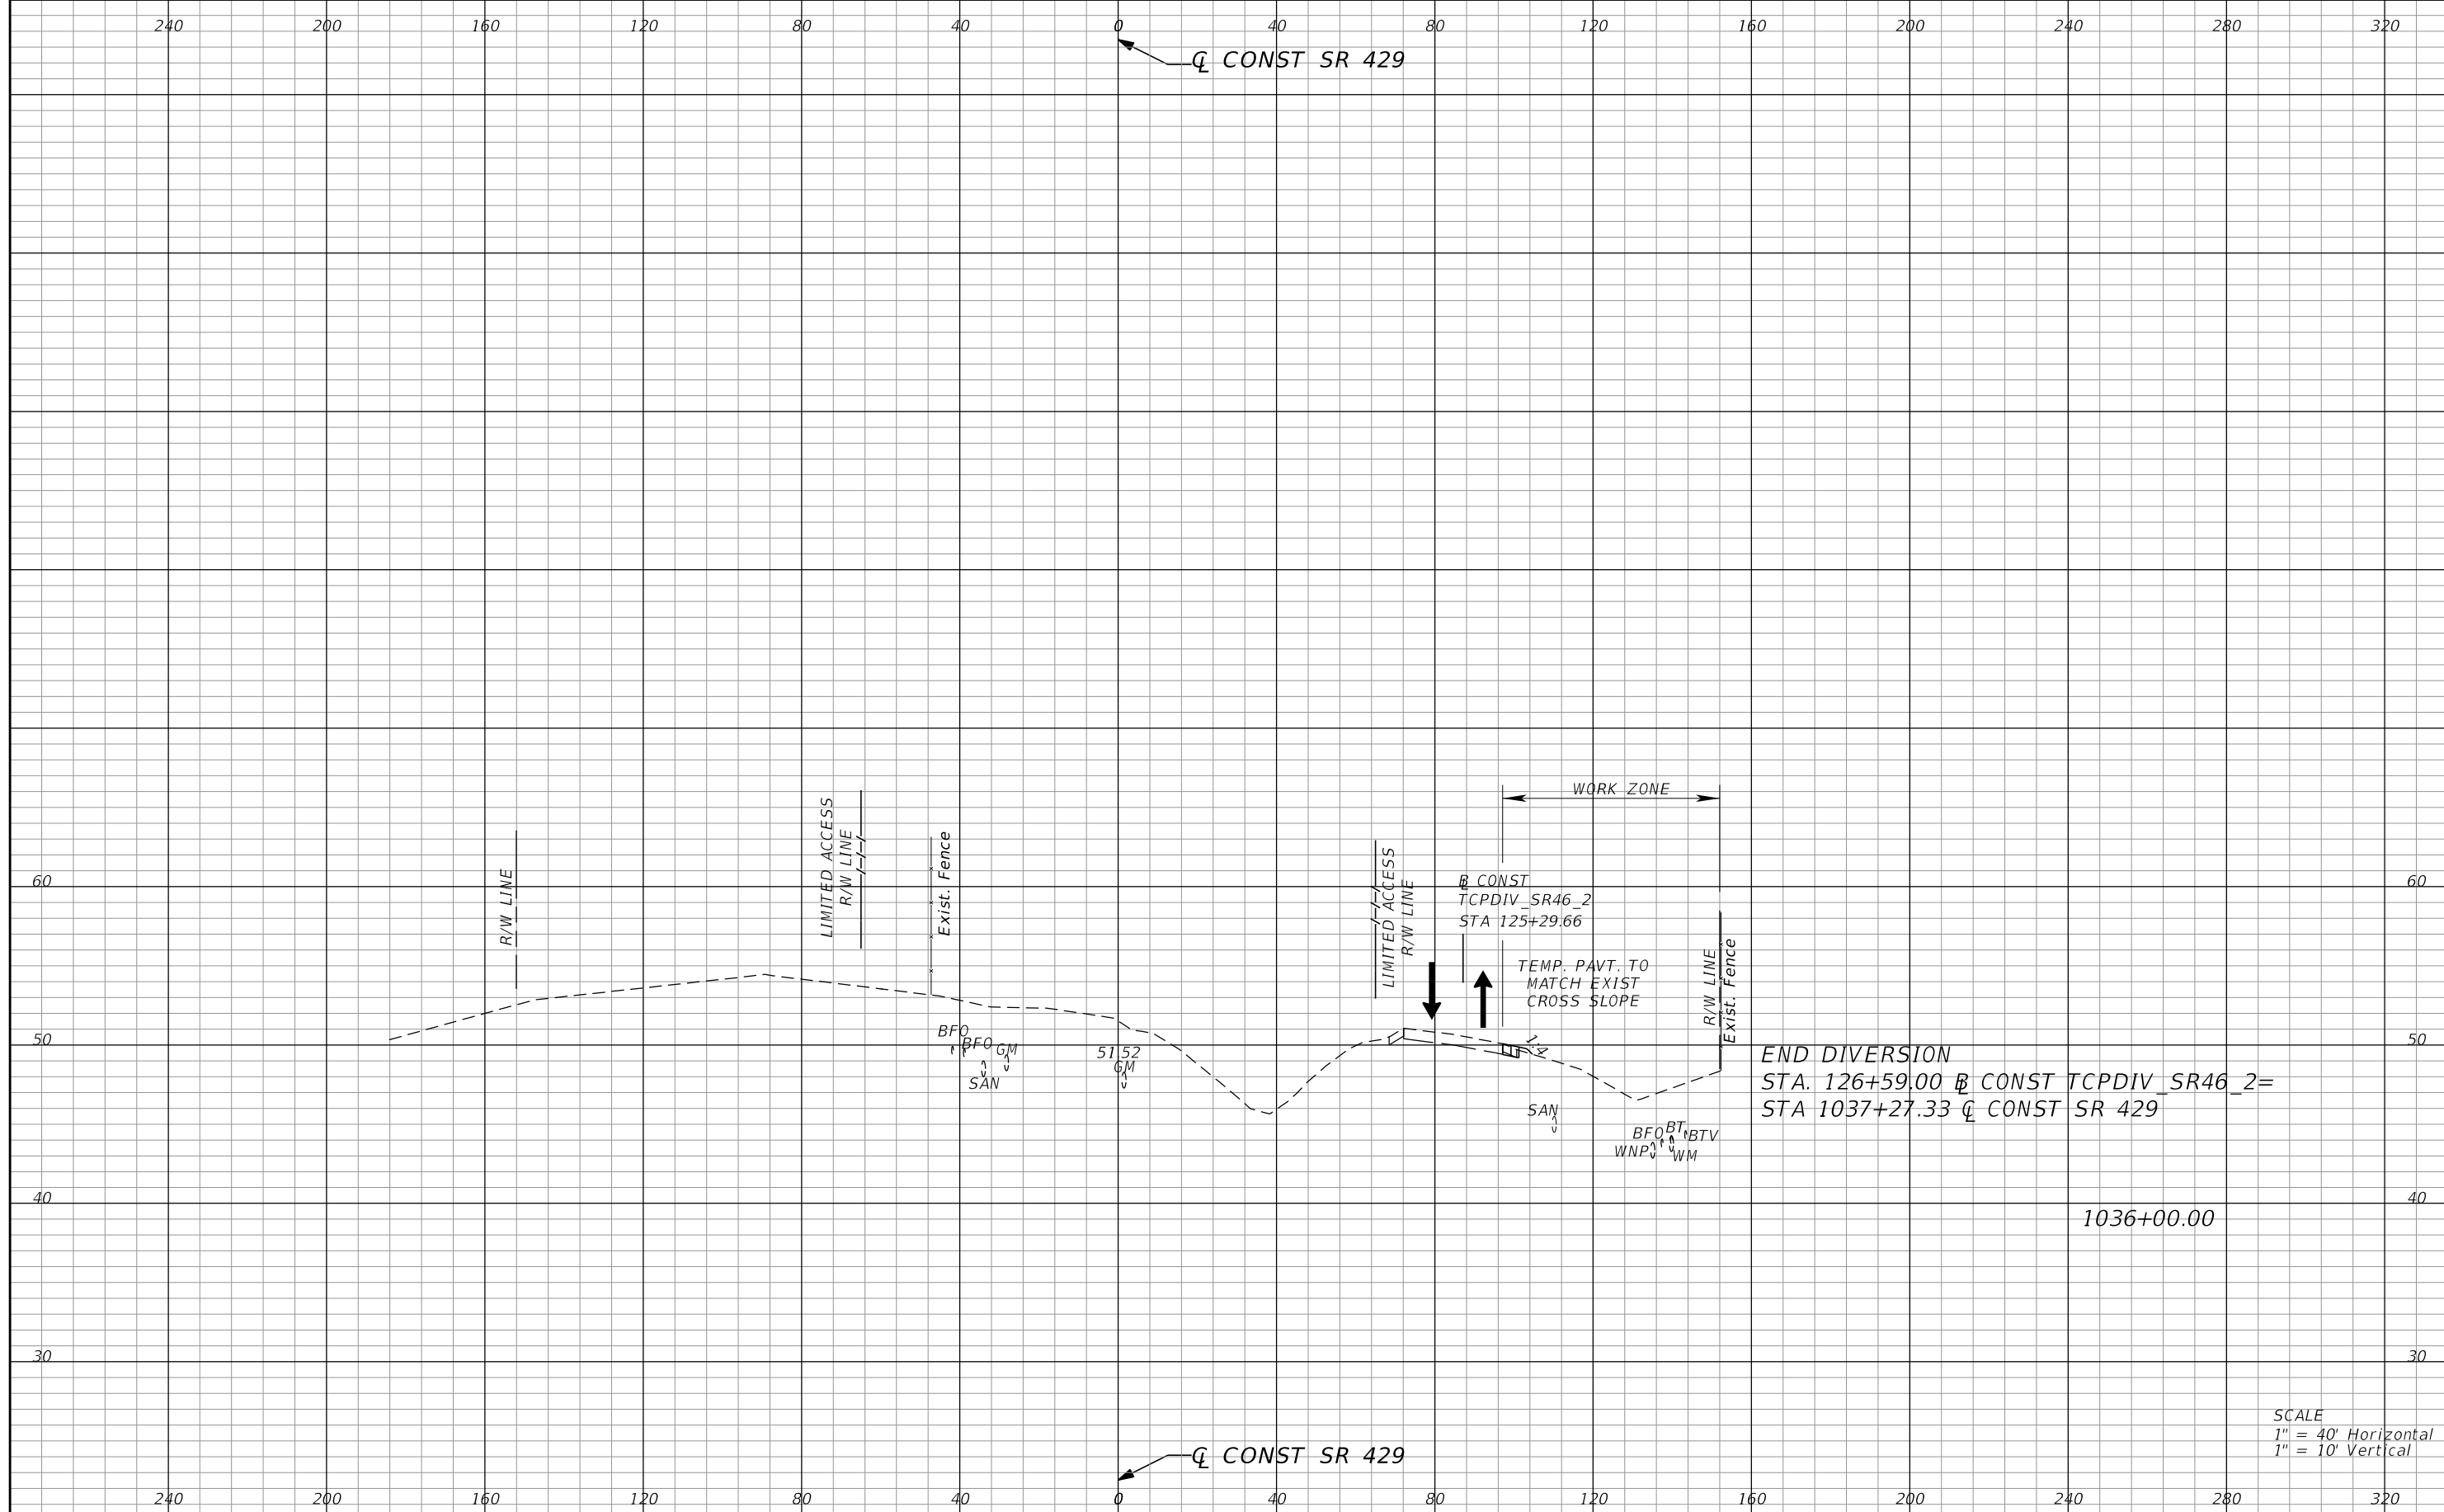 240 200 160 120 80 40 0 40 80 120 160 200 240 280 320
℄ CONST SR 429
WORK ZONE
LIMITED ACCESS
R/W LINE
Exist. Fence
R/W LINE
LIMITED ACCESS
R/W LINE
60
60
B CONST
TCPDIV_SR46_2
STA 125+29.66
TEMP. PAVT. TO
MATCH EXIST
CROSS SLOPE
R/W LINE
Exist. Fence
BFO
BFO
GM
SAN
50
50
51.52
GM
1:4
END DIVERSION
STA. 126+59.00 B CONST TCPDIV_SR46_2=
STA 1037+27.33 ℄ CONST SR 429
SAN
BFO
BT
BTV
WNP
WM
40
40
1036+00.00
30
30
SCALE
1" = 40' Horizontal
1" = 10' Vertical
℄ CONST SR 429
240 200 160 120 80 40 0 40 80 120 160 200 240 280 320